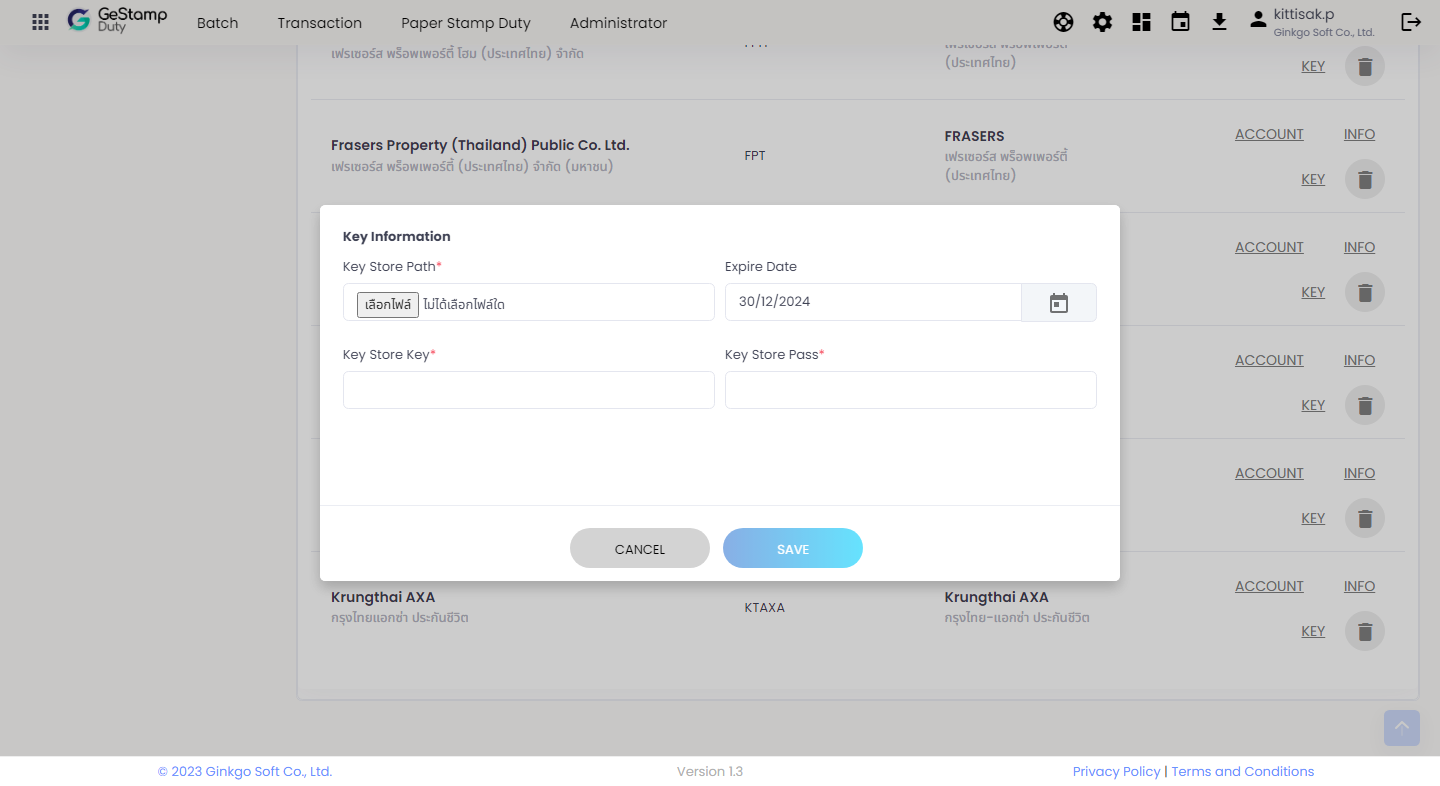 GeStamp
Duty
Batch
Transaction
Paper Stamp Duty
Administrator
kittisak.p
Ginkgo Soft Co., Ltd.
เฟรเซอร์ส พร็อพเพอร์ตี้ โฮม (ประเทศไทย) จำกัด
เฟรเซอร์ส พร็อพเพอร์ตี้
(ประเทศไทย)
KEY
Frasers Property (Thailand) Public Co. Ltd.
เฟรเซอร์ส พร็อพเพอร์ตี้ (ประเทศไทย) จำกัด (มหาชน)
FPT
FRASERS
เฟรเซอร์ส พร็อพเพอร์ตี้
(ประเทศไทย)
ACCOUNT
INFO
KEY
Key Information
Key Store Path*
เลือกไฟล์ ไม่ได้เลือกไฟล์ใด
Expire Date
30/12/2024
Key Store Key*
Key Store Pass*
CANCEL
SAVE
ACCOUNT
INFO
KEY
ACCOUNT
INFO
KEY
ACCOUNT
INFO
KEY
Krungthai AXA
กรุงไทยแอกซ่า ประกันชีวิต
KTAXA
Krungthai AXA
กรุงไทย-แอกซ่า ประกันชีวิต
ACCOUNT
INFO
KEY
© 2023 Ginkgo Soft Co., Ltd.
Version 1.3
Privacy Policy | Terms and Conditions